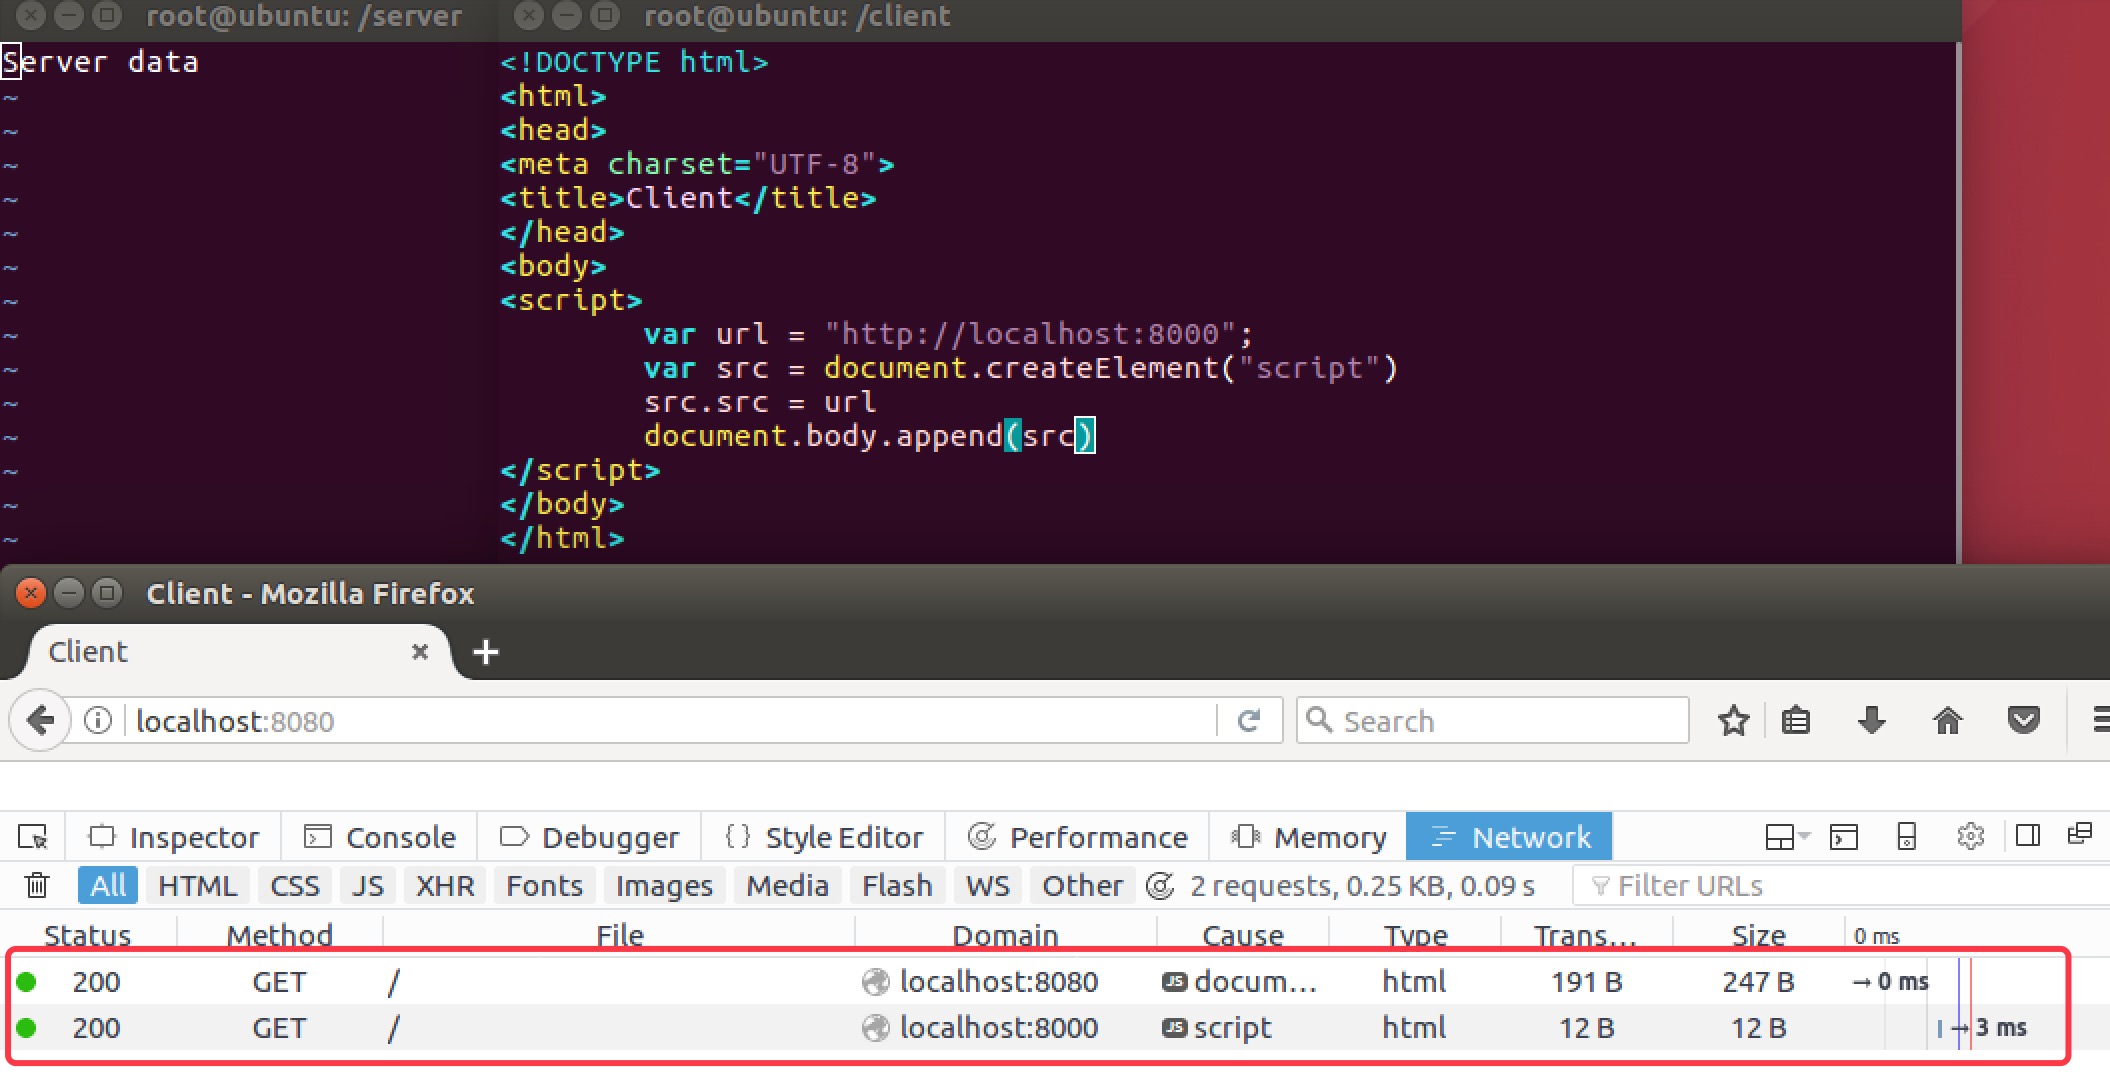 root@ubuntu: /server
Server data
~
~
~
~
~
~
~
~
~
~
~
~
~
~
root@ubuntu: /client
<!DOCTYPE html>
<html>
<head>
<meta charset="UTF-8">
<title>Client</title>
</head>
<body>
<script>
var url = "http://localhost:8000";
var src = document.createElement("script")
src.src = url
document.body.append(src)
</script>
</body>
</html>
Client - Mozilla Firefox
Client
localhost:8080 Search
Inspector Console Debugger {} Style Editor Performance Memory Network
All HTML CSS JS XHR Fonts Images Media Flash WS Other 2 requests, 0.25 KB, 0.09 s Filter URLs
Status Method File Domain Cause Type Trans... Size 0 ms
200 GET / localhost:8080 JS docum... html 191 B 247 B → 0 ms
200 GET / localhost:8000 JS script html 12 B 12 B → 3 ms